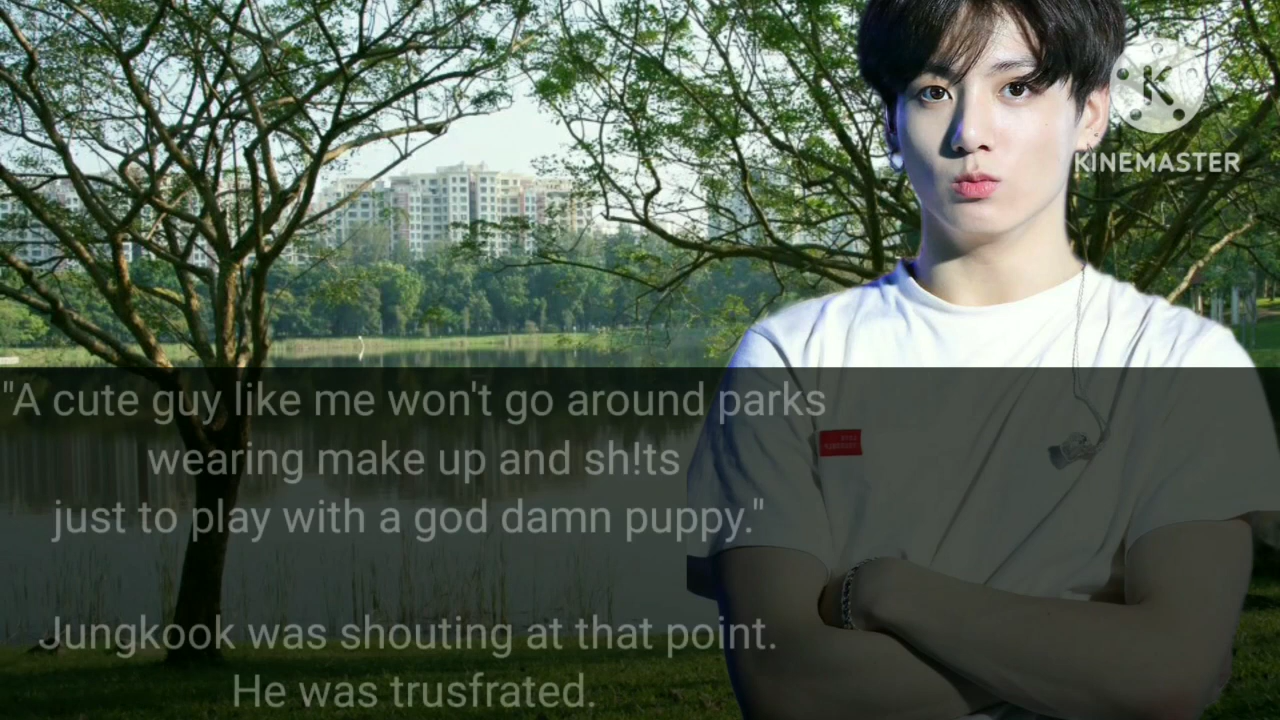 KINEMASTER
"A cute guy like me won't go around parks
wearing make up and sh!ts
just to play with a god damn puppy."
Jungkook was shouting at that point.
He was trusfrated.